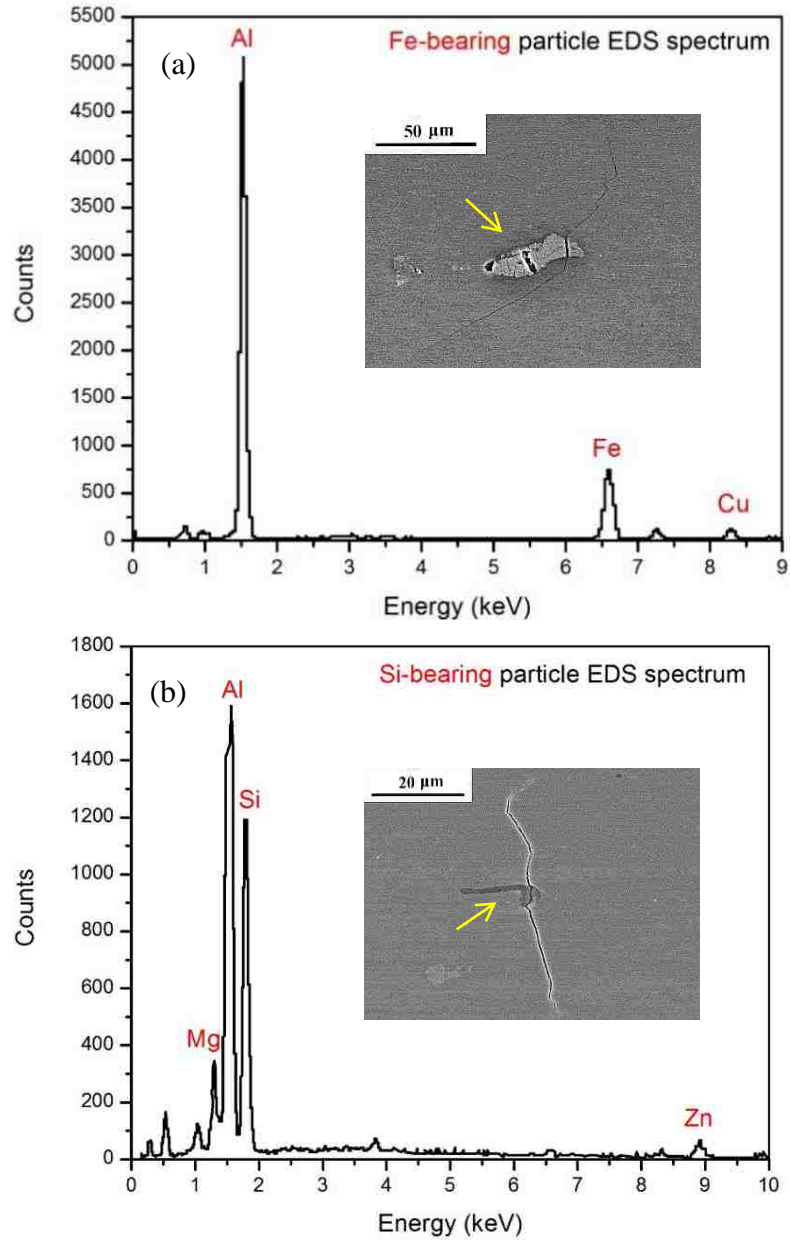 5500
Al
Fe-bearing particle EDS spectrum
(a)
5000
50 µm
4500
4000
3500
3000
2500
2000
1500
1000
500
0
Counts
Fe
Cu
0 1 2 3 4 5 6 7 8 9
Energy (keV)
1800
Al
Si-bearing particle EDS spectrum
(b)
1600
20 µm
1400
1200
1000
800
600
400
200
0
Counts
Si
Mg
Zn
0 1 2 3 4 5 6 7 8 9 10
Energy (keV)